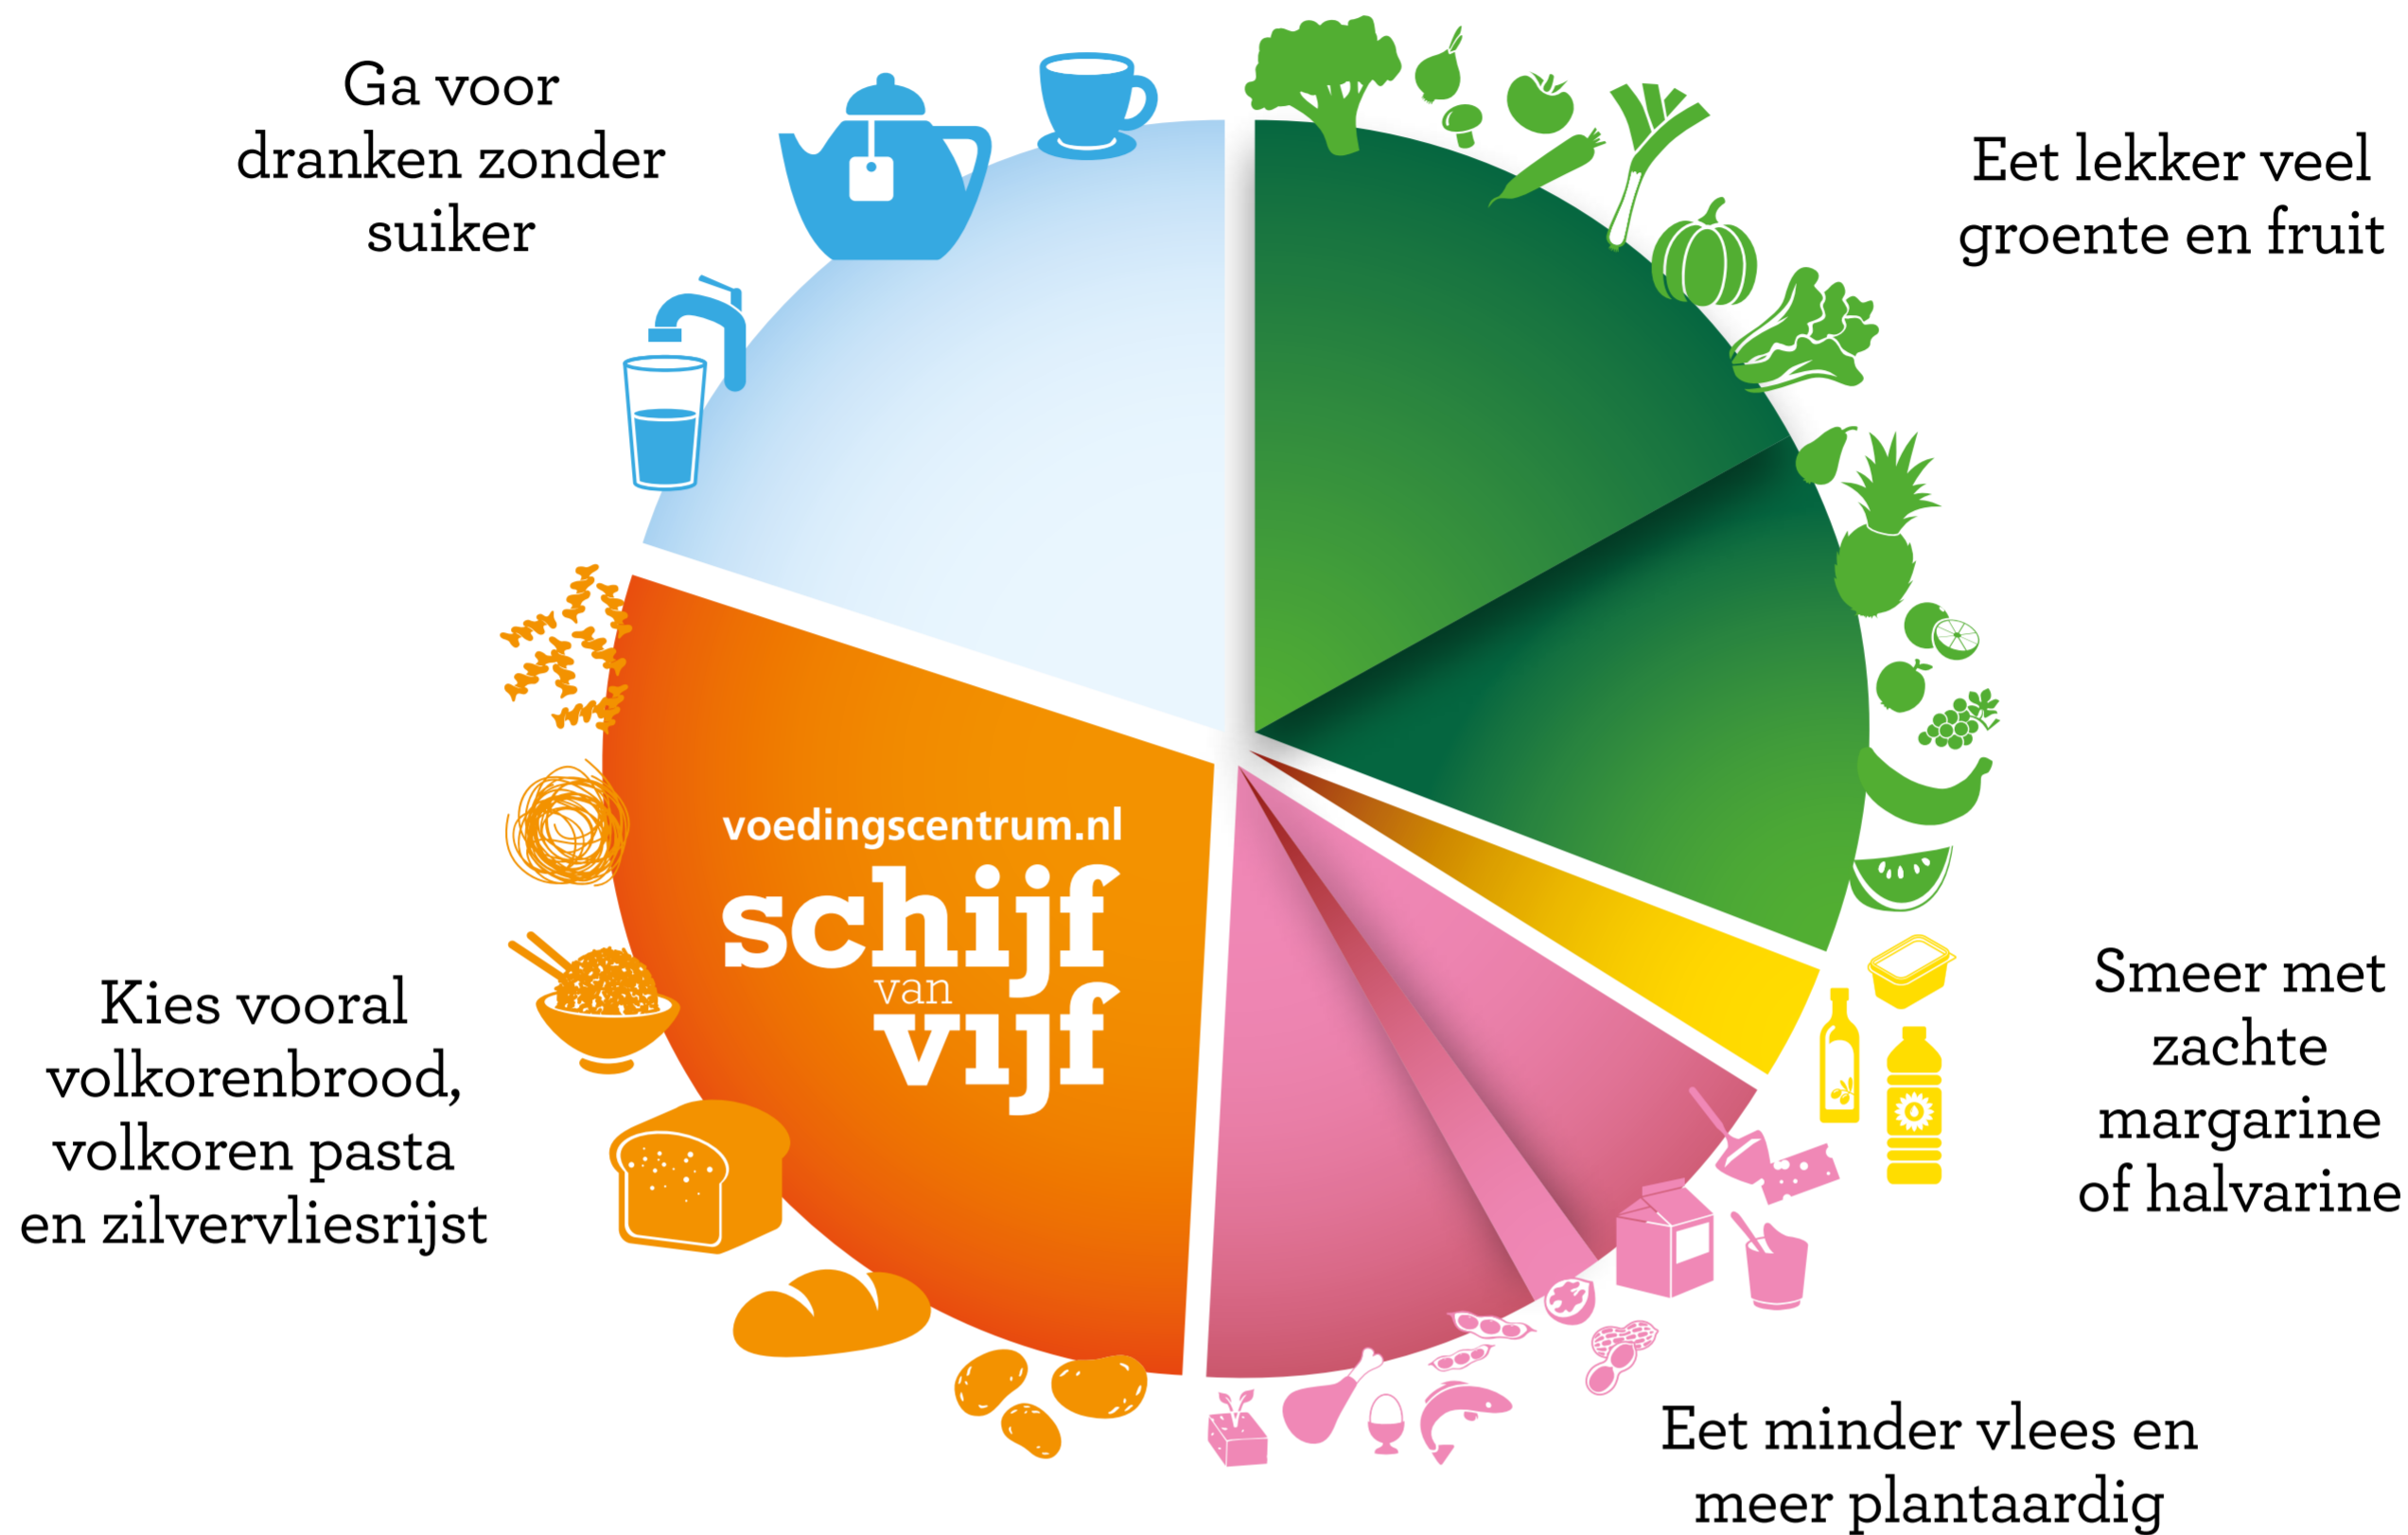 Ga voor
dranken zonder
suiker
Eet lekker veel
groente en fruit
voedingscentrum.nl
schijf
van
vijf
Kies vooral
volkorenbrood,
volkoren pasta
en zilvervliesrijst
Smeer met
zachte
margarine
of halvarine
Eet minder vlees en
meer plantaardig